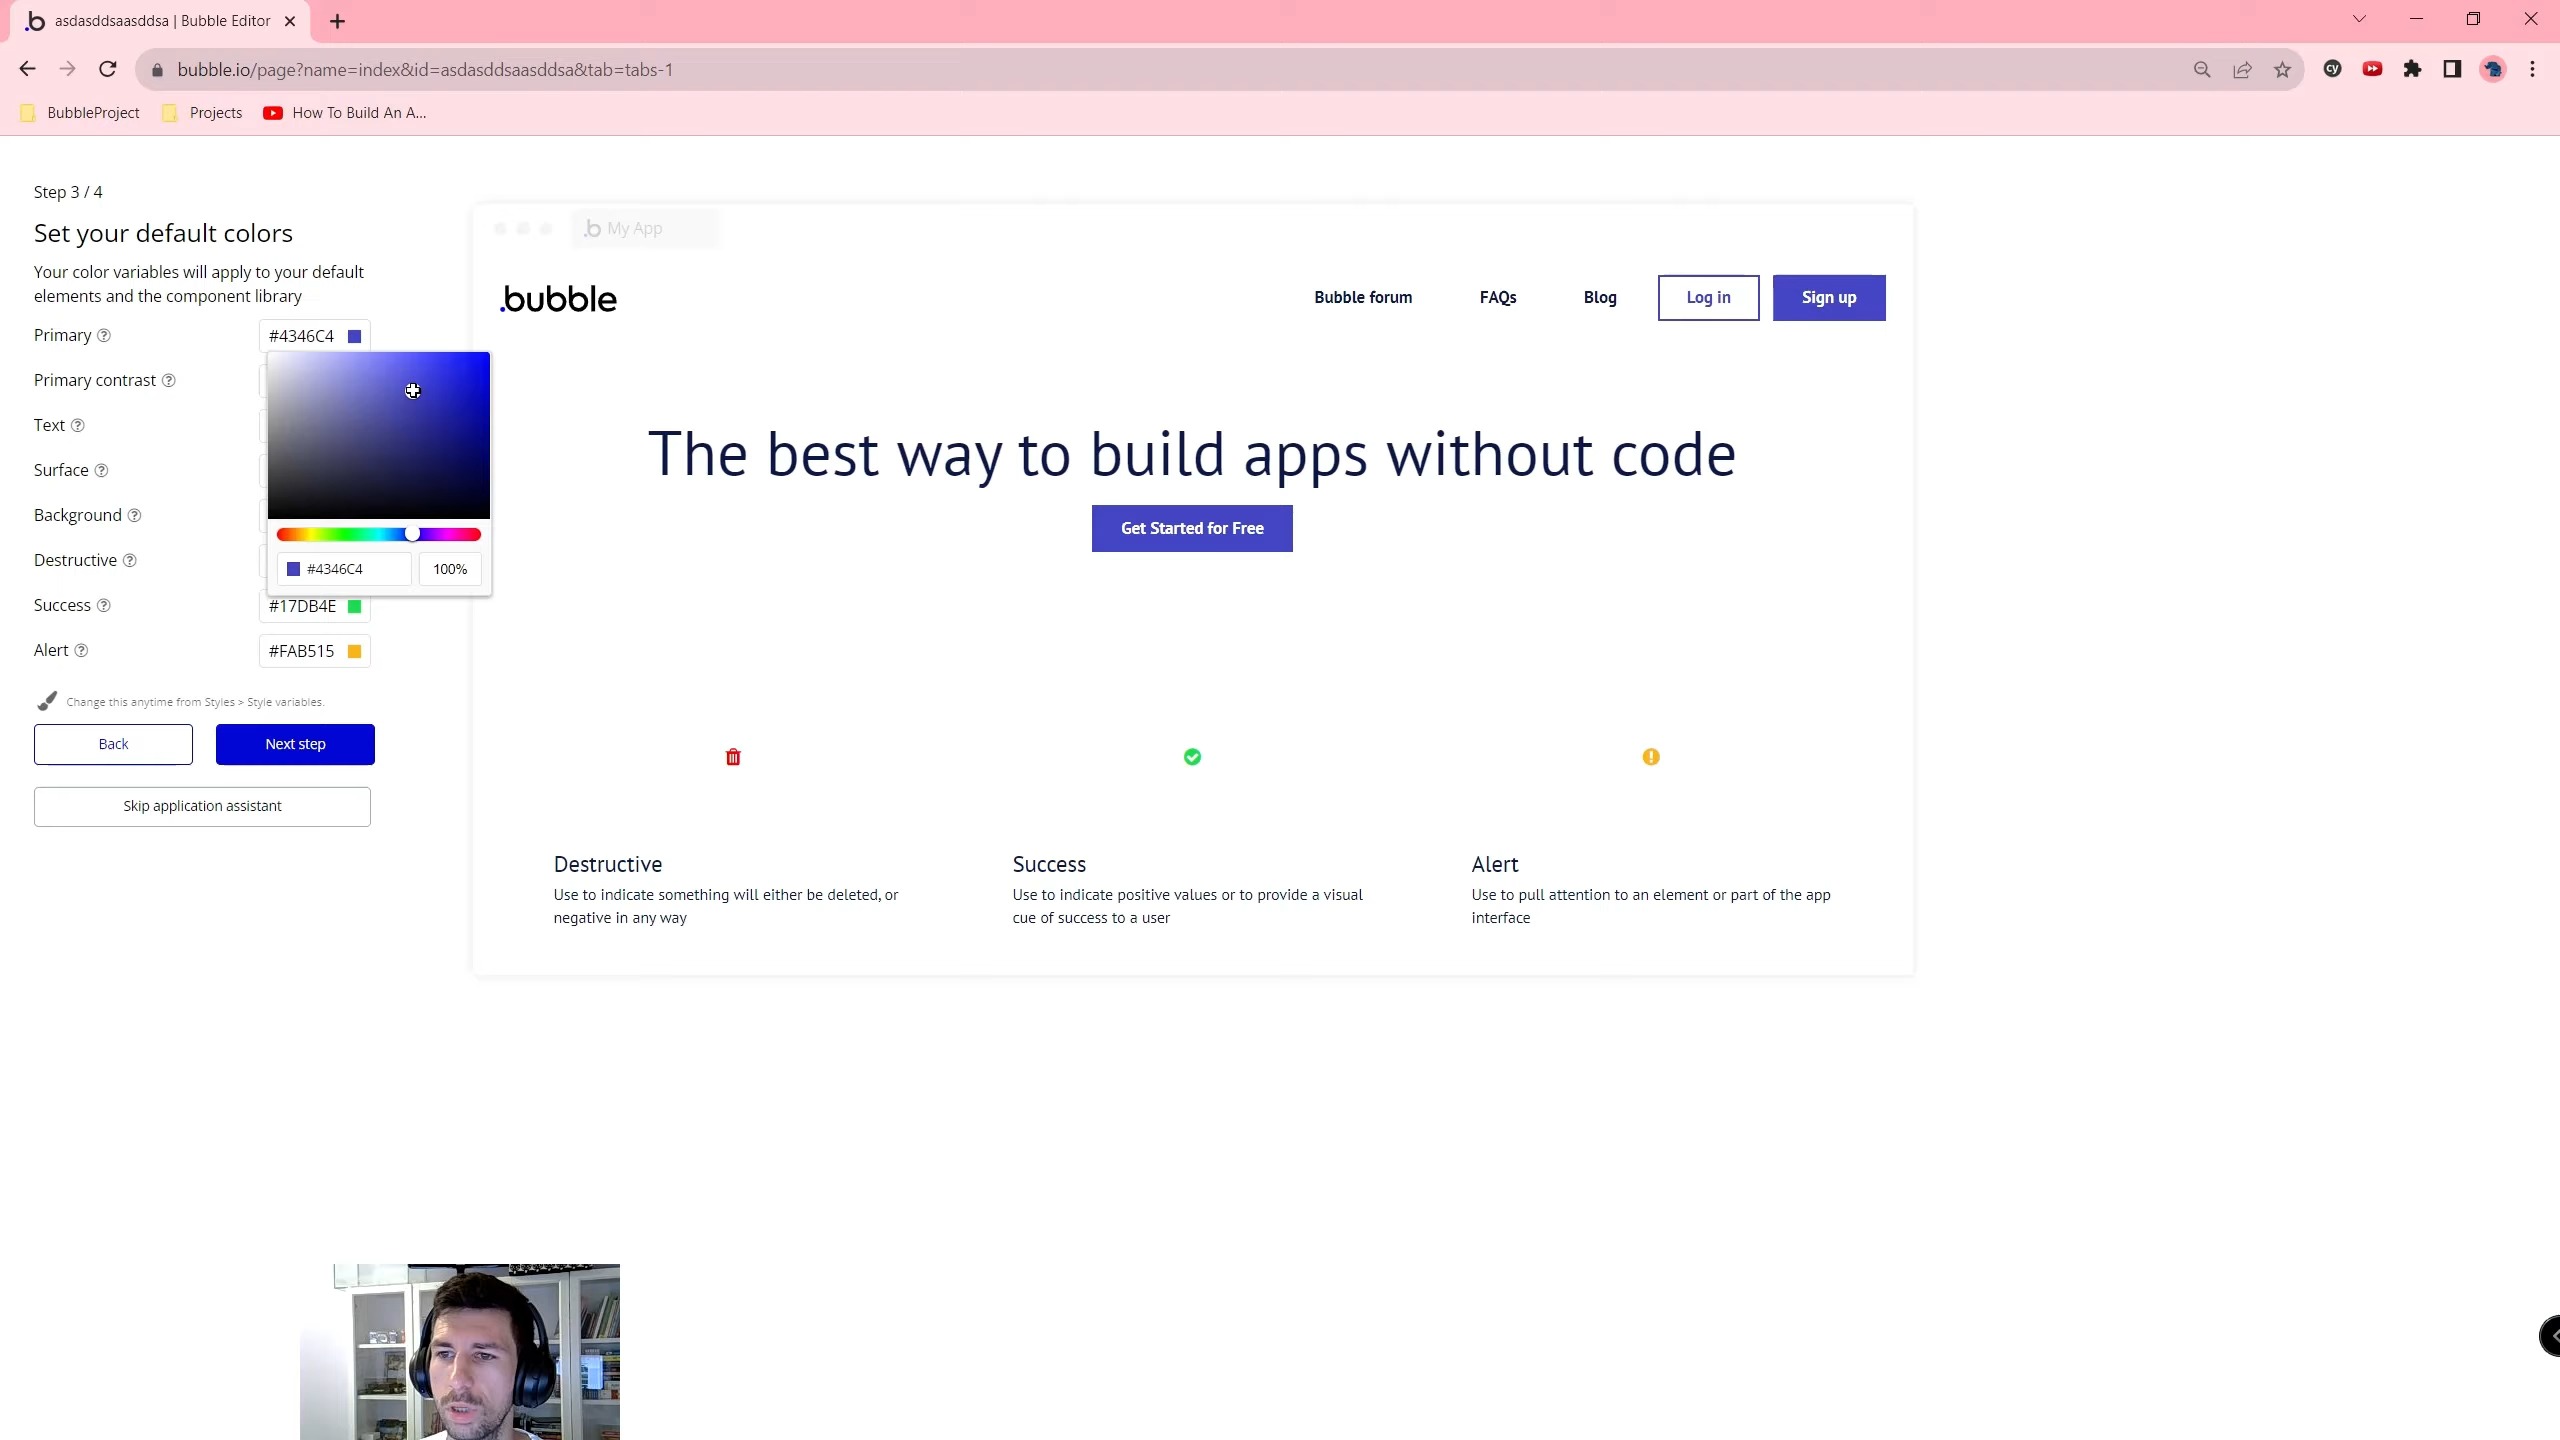 asdasddsaasddsa | Bubble Editor
bubble.io/page?name=index&id=asdasddsaasddsa&tab=tabs-1
BubbleProject
Projects
How To Build An A...
Step 3 / 4
Set your default colors
Your color variables will apply to your default
elements and the component library
Primary
#4346C4
Primary contrast
Text
Surface
Background
Destructive
#4346C4
100%
Success
#17DB4E
Alert
#FAB515
Change this anytime from Styles > Style variables.
Back
Next step
Skip application assistant
.b My App
.bubble
Bubble forum
FAQs
Blog
Log in
Sign up
The best way to build apps without code
Get Started for Free
Destructive
Use to indicate something will either be deleted, or
negative in any way
Success
Use to indicate positive values or to provide a visual
cue of success to a user
Alert
Use to pull attention to an element or part of the app
interface